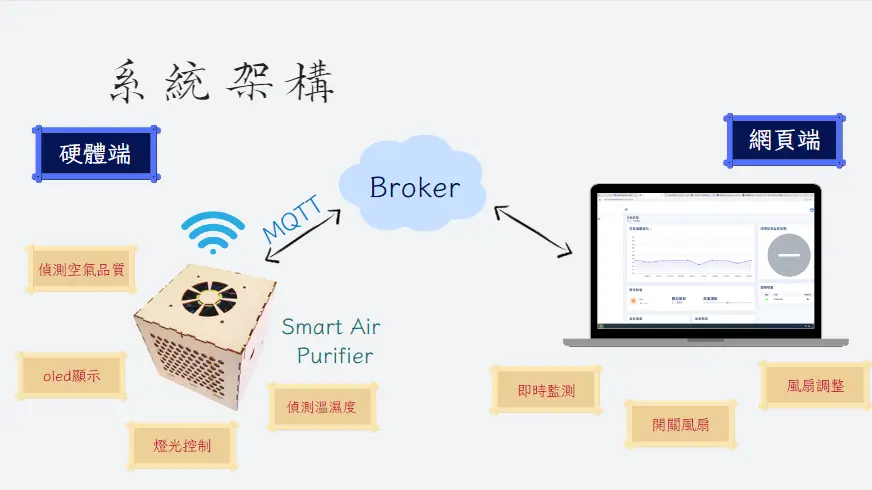 系統架構
硬體端
網頁端
Broker
MQTT
偵測空氣品質
Smart Air
Purifier
oled顯示
偵測溫濕度
燈光控制
即時監測
開關風扇
風扇調整